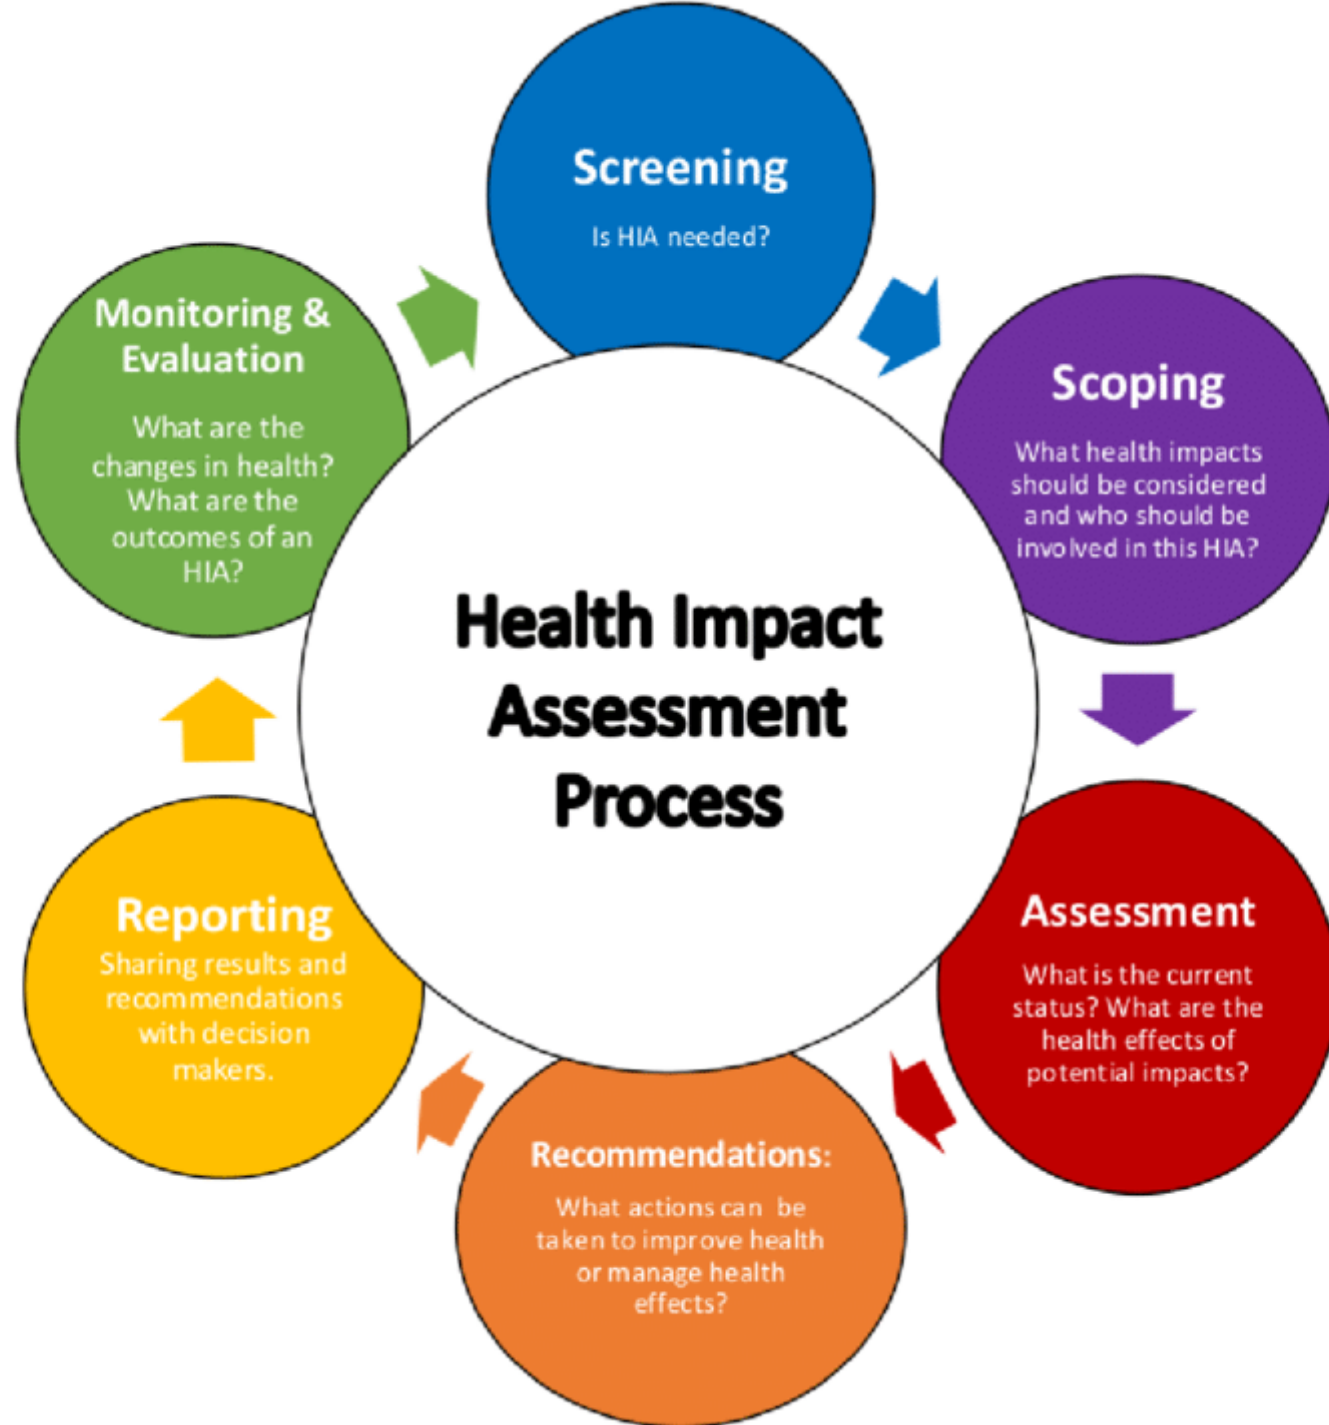 Screening
Is HIA needed?
Scoping
What health impacts
should be considered
and who should be
involved in this HIA?
Assessment
What is the current
status? What are the
health effects of
potential impacts?
Recommendations:
What actions can be
taken to improve health
or manage health
effects?
Reporting
Sharing results and
recommendations
with decision
makers.
Monitoring &
Evaluation
What are the
changes in health?
What are the
outcomes of an
HIA?
Health Impact
Assessment
Process